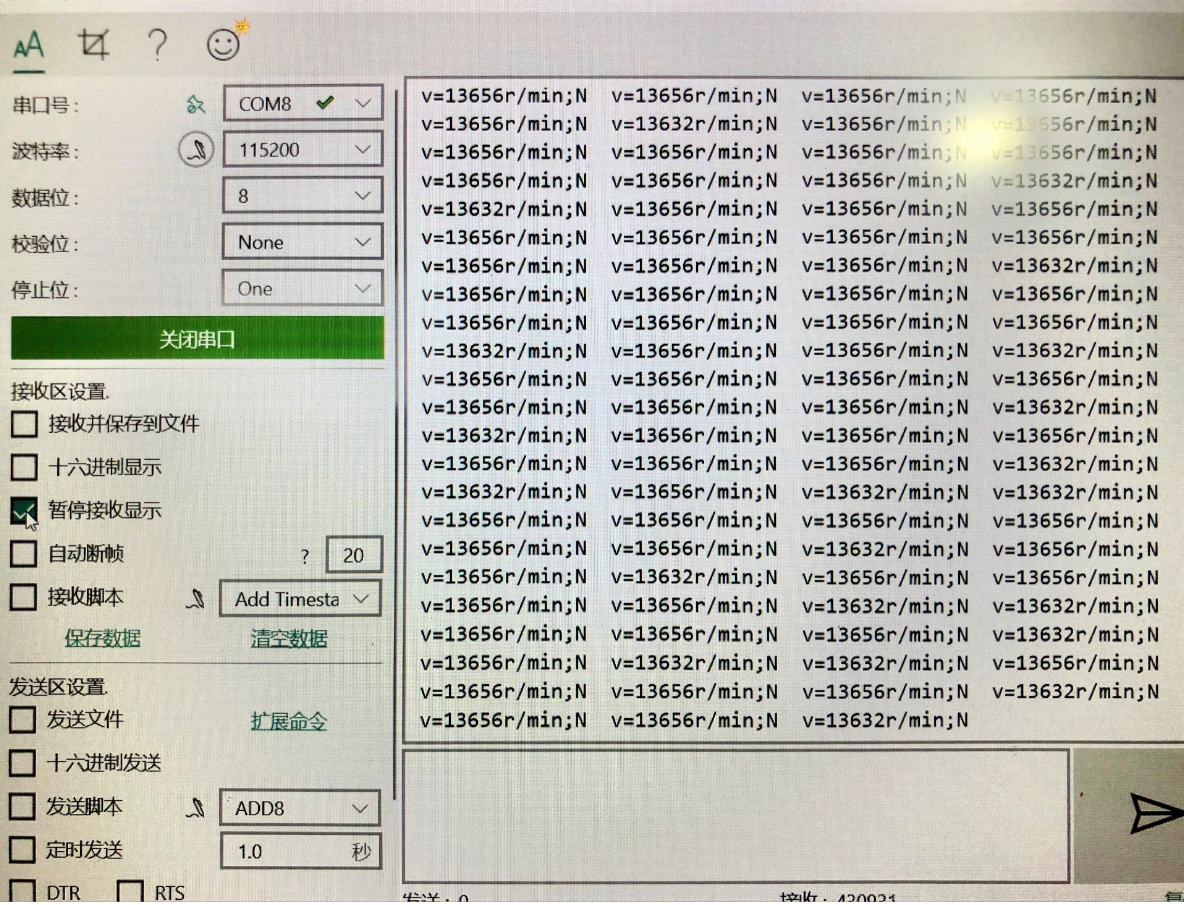 AA
?
串口号：
COM8
波特率：
115200
数据位：
8
校验位：
None
停止位：
One
关闭串口
接收区设置.
接收并保存到文件
十六进制显示
暂停接收显示
自动断帧 ? 20
接收脚本 Add Timesta
保存数据 清空数据
发送区设置.
发送文件 扩展命令
十六进制发送
发送脚本 ADD8
定时发送 1.0 秒
DTR RTS
v=13656r/min;N v=13656r/min;N v=13656r/min;N v=13656r/min;N
v=13656r/min;N v=13632r/min;N v=13656r/min;N v=13656r/min;N
v=13656r/min;N v=13656r/min;N v=13656r/min;N v=13656r/min;N
v=13656r/min;N v=13656r/min;N v=13656r/min;N v=13632r/min;N
v=13632r/min;N v=13656r/min;N v=13656r/min;N v=13656r/min;N
v=13656r/min;N v=13656r/min;N v=13656r/min;N v=13656r/min;N
v=13656r/min;N v=13656r/min;N v=13656r/min;N v=13632r/min;N
v=13656r/min;N v=13656r/min;N v=13656r/min;N v=13656r/min;N
v=13656r/min;N v=13656r/min;N v=13656r/min;N v=13656r/min;N
v=13632r/min;N v=13656r/min;N v=13656r/min;N v=13632r/min;N
v=13656r/min;N v=13656r/min;N v=13656r/min;N v=13656r/min;N
v=13656r/min;N v=13656r/min;N v=13656r/min;N v=13632r/min;N
v=13632r/min;N v=13656r/min;N v=13656r/min;N v=13656r/min;N
v=13656r/min;N v=13656r/min;N v=13656r/min;N v=13632r/min;N
v=13632r/min;N v=13656r/min;N v=13656r/min;N v=13632r/min;N
v=13656r/min;N v=13656r/min;N v=13656r/min;N v=13656r/min;N
v=13656r/min;N v=13656r/min;N v=13632r/min;N v=13656r/min;N
v=13656r/min;N v=13632r/min;N v=13656r/min;N v=13656r/min;N
v=13656r/min;N v=13656r/min;N v=13632r/min;N v=13632r/min;N
v=13656r/min;N v=13656r/min;N v=13656r/min;N v=13632r/min;N
v=13656r/min;N v=13632r/min;N v=13632r/min;N v=13656r/min;N
v=13656r/min;N v=13656r/min;N v=13656r/min;N v=13632r/min;N
v=13656r/min;N v=13656r/min;N v=13632r/min;N
发送：0 接收：430931